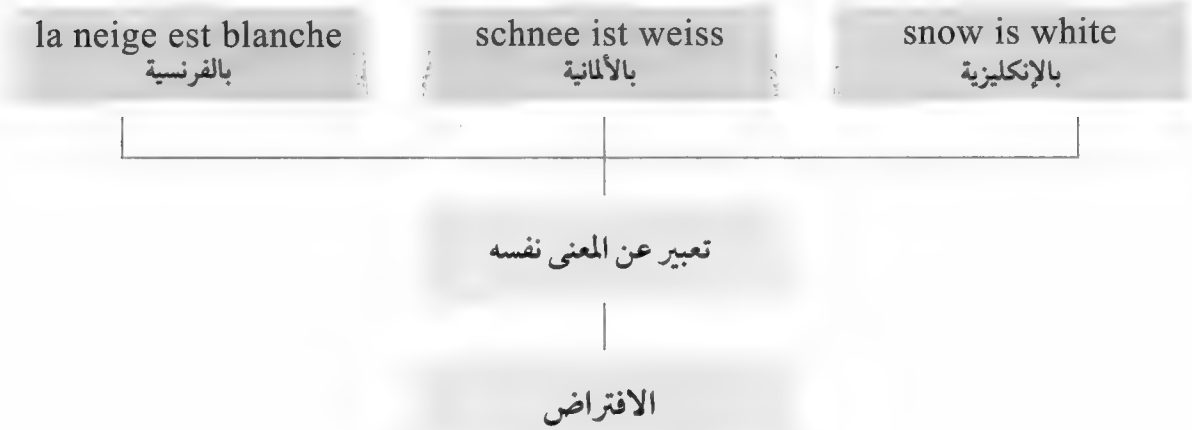 la neige est blanche
بالفرنسية
schnee ist weiss
بالألمانية
snow is white
بالإنكليزية
تعبير عن المعنى نفسه
الافتراض